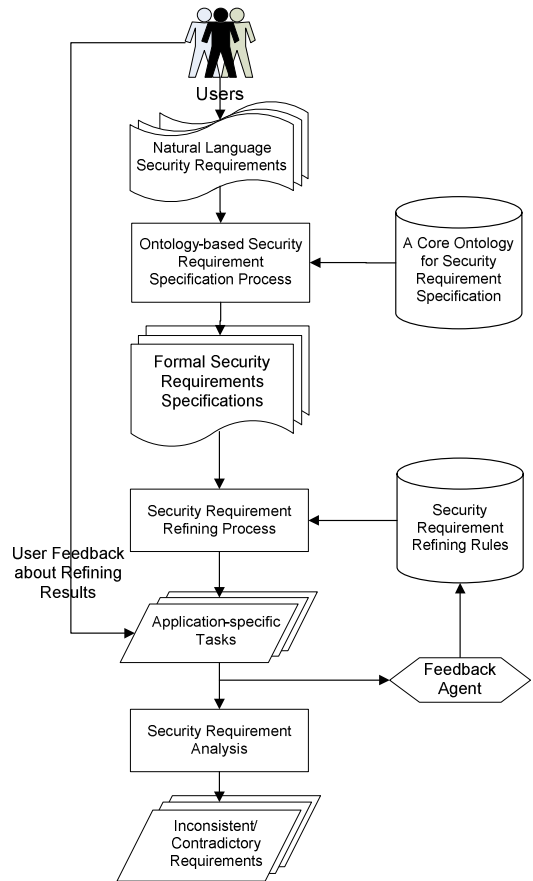 Users
Natural Language
Security Requirements
Ontology-based Security
Requirement
Specification Process
A Core Ontology
for Security
Requirement
Specification
Formal Security
Requirements
Specifications
Security Requirement
Refining Process
Security
Requirement
Refining Rules
User Feedback
about Refining
Results
Application-specific
Tasks
Feedback
Agent
Security Requirement
Analysis
Inconsistent/
Contradictory
Requirements